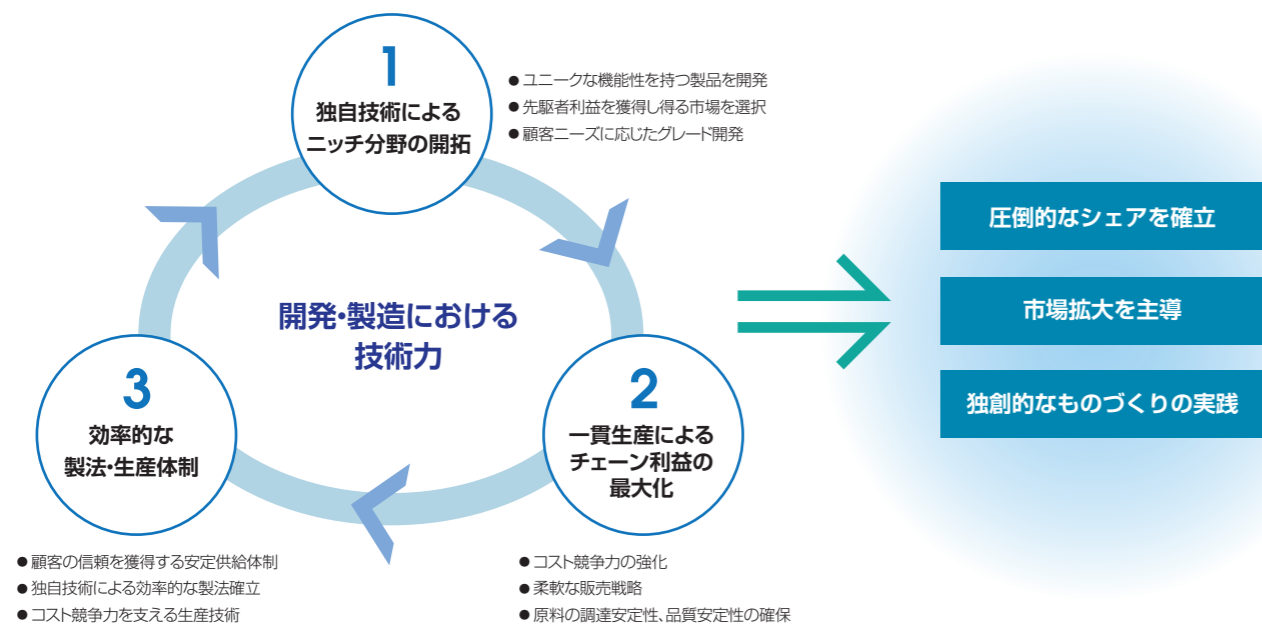 1
独自技術による
ニッチ分野の開拓
● ユニークな機能性を持つ製品を開発
● 先駆者利益を獲得し得る市場を選択
● 顧客ニーズに応じたグレード開発
開発・製造における
技術力
2
一貫生産による
チェーン利益の
最大化
● コスト競争力の強化
● 柔軟な販売戦略
● 原料の調達安定性、品質安定性の確保
3
効率的な
製法・生産体制
● 顧客の信頼を獲得する安定供給体制
● 独自技術による効率的な製法確立
● コスト競争力を支える生産技術
圧倒的なシェアを確立
市場拡大を主導
独創的なものづくりの実践